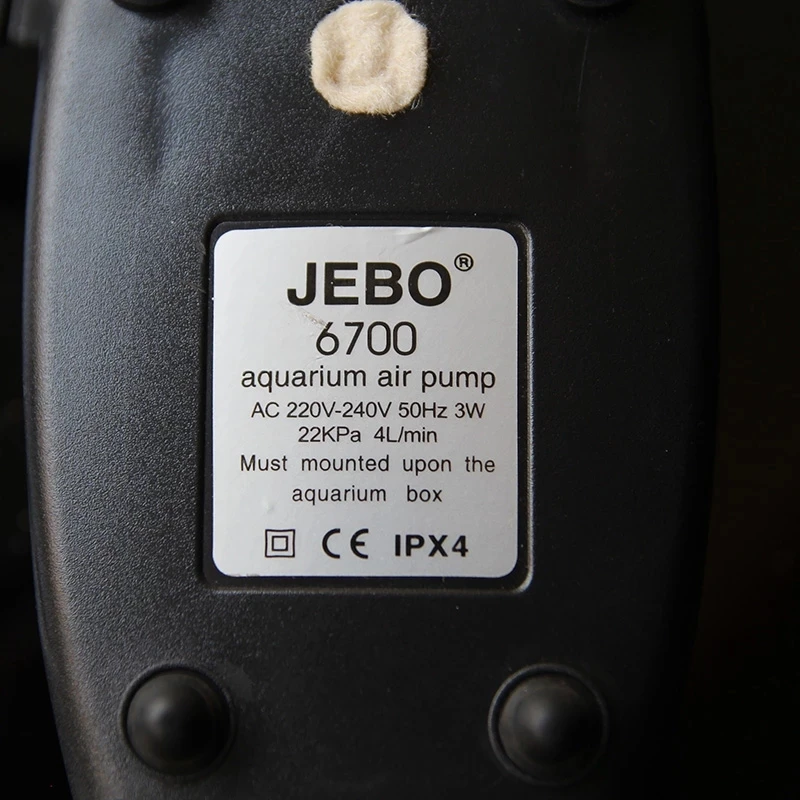 JEBO®
6700
aquarium air pump
AC 220V-240V 50Hz 3W
22KPa 4L/min
Must mounted upon the
aquarium box
CE IPX4